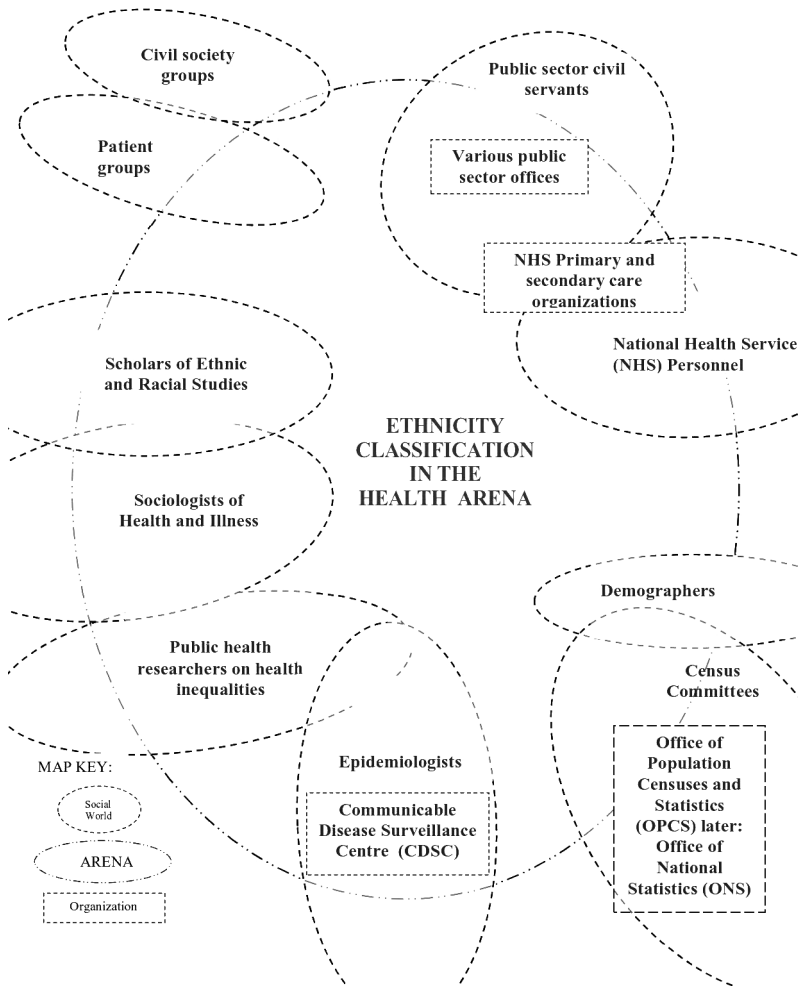 Civil society
groups
Patient
groups
Public sector civil
servants
Various public
sector offices
NHS Primary and
secondary care
organizations
National Health Service
(NHS) Personnel
Scholars of Ethnic
and Racial Studies
ETHNICITY
CLASSIFICATION
IN THE
HEALTH ARENA
Sociologists of
Health and Illness
Demographers
Public health
researchers on health
inequalities
Census
Committees
Office of
Population
Censuses and
Statistics
(OPCS) later:
Office of
National
Statistics (ONS)
Epidemiologists
Communicable
Disease Surveillance
Centre (CDSC)
MAP KEY:
Social
World
ARENA
Organization